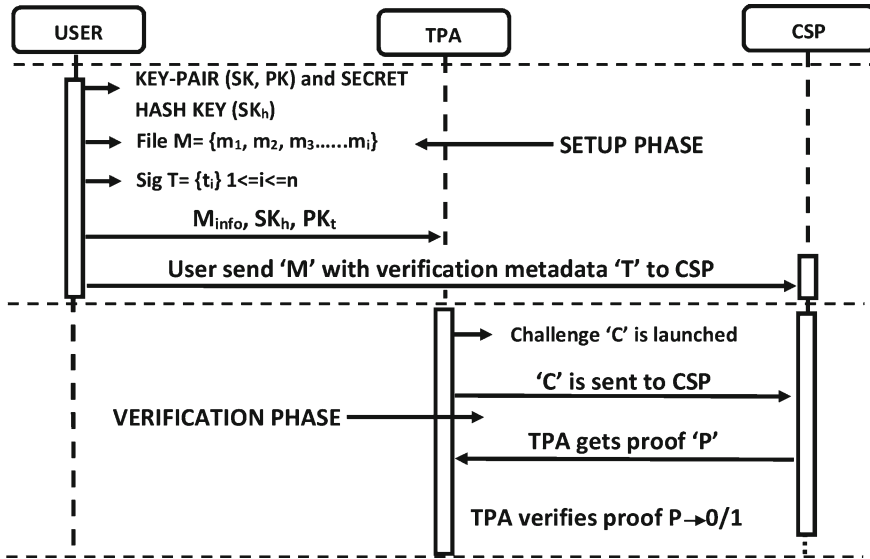 USER
TPA
CSP
KEY-PAIR (SK, PK) and SECRET
HASH KEY (SKₕ)
File M= {m₁, m₂, m₃......mᵢ}
SETUP PHASE
Sig T= {tᵢ} 1<=i<=n
M_info, SKₕ, PKₜ
User send ‘M’ with verification metadata ‘T’ to CSP
Challenge ‘C’ is launched
‘C’ is sent to CSP
VERIFICATION PHASE
TPA gets proof ‘P’
TPA verifies proof P→0/1